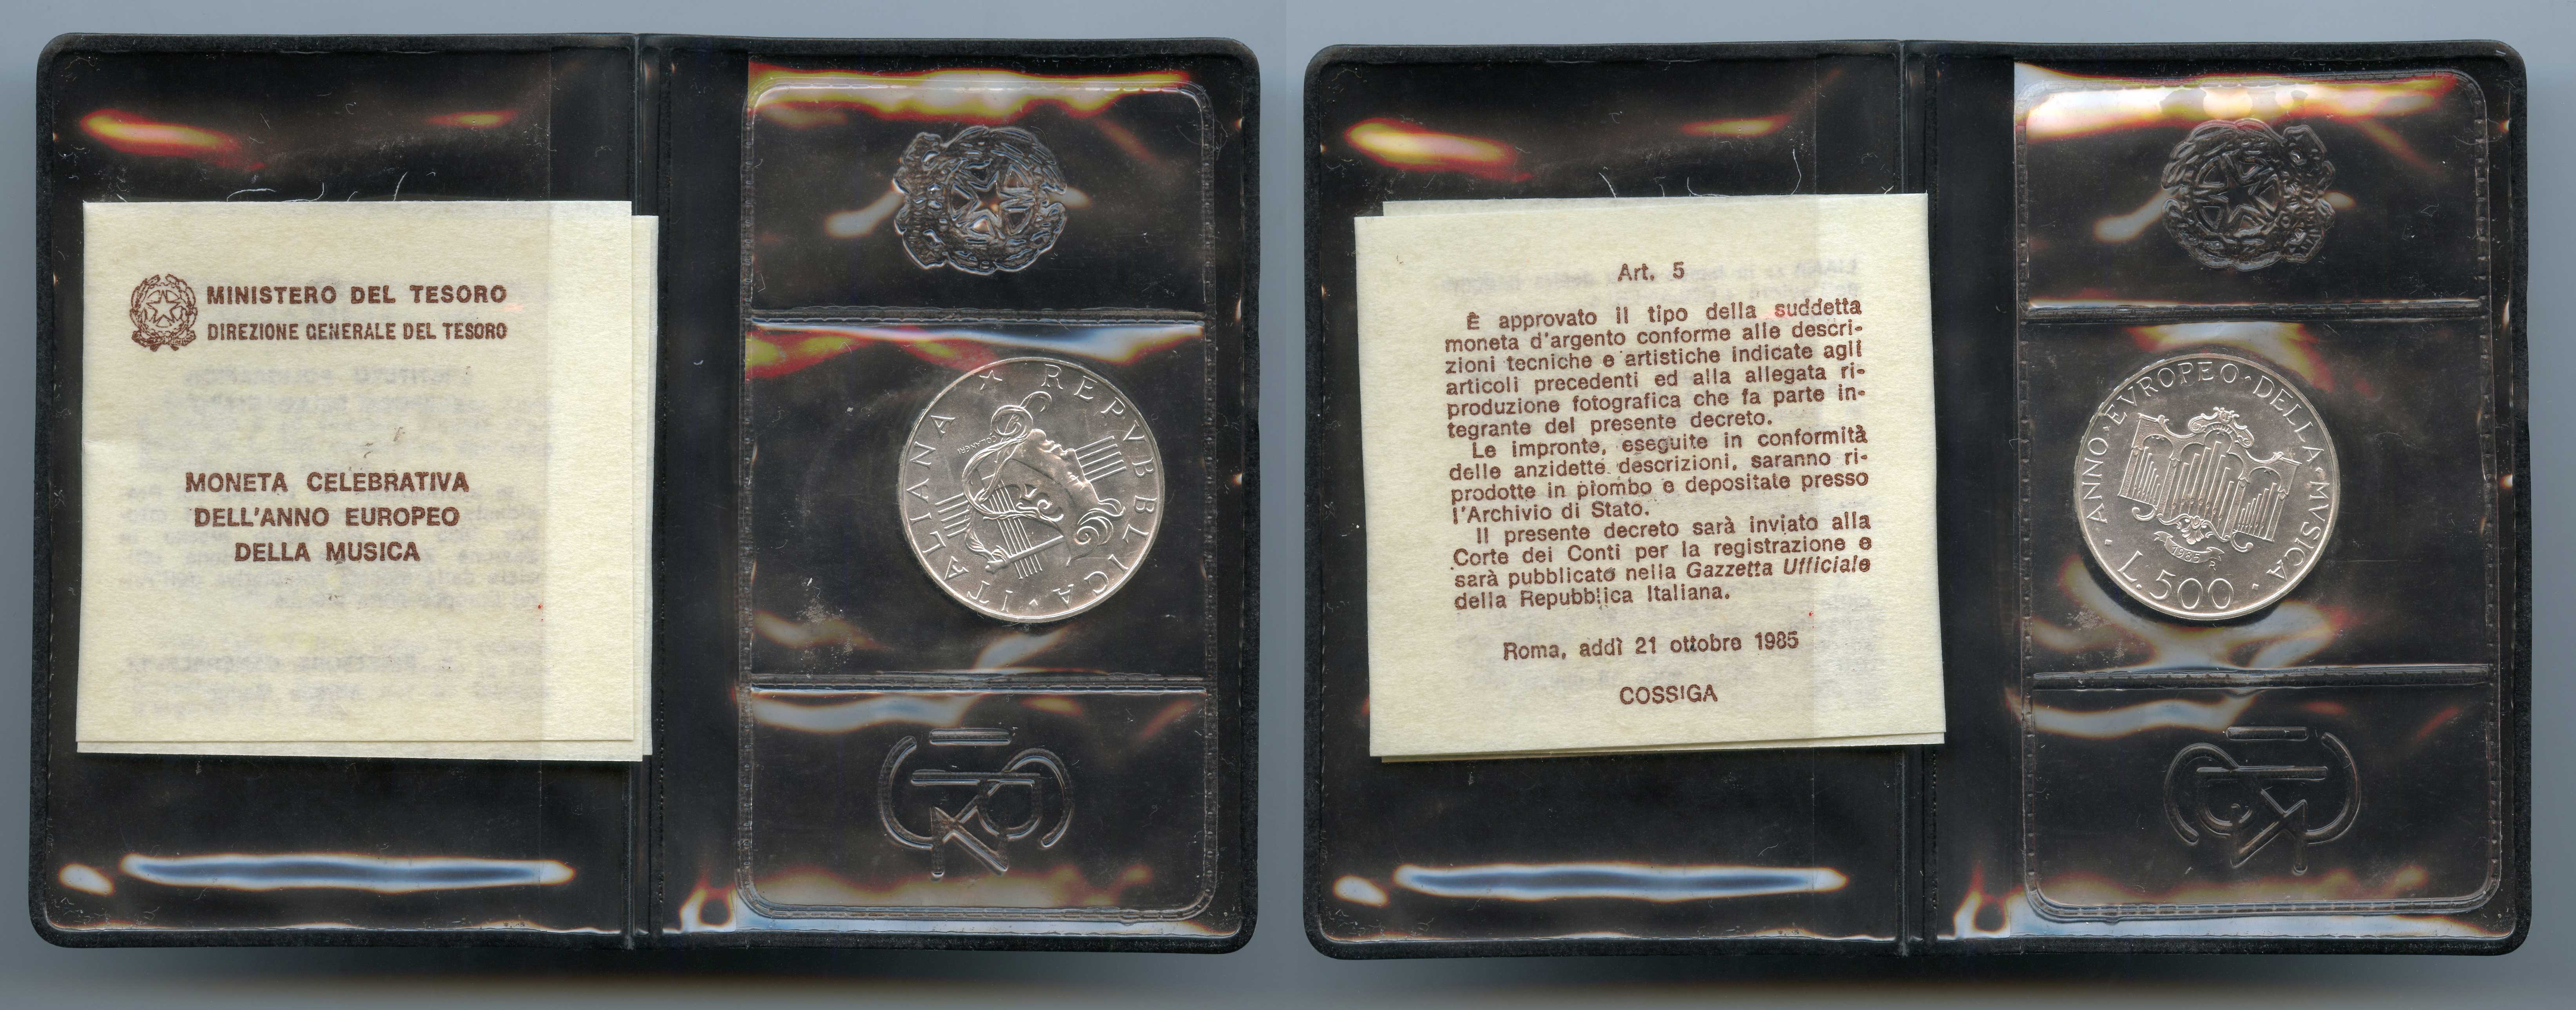 MINISTERO DEL TESORO
DIREZIONE GENERALE DEL TESORO
MONETA CELEBRATIVA
DELL'ANNO EUROPEO
DELLA MUSICA
REPVBBLICA ITALIANA
Art. 5
È approvato il tipo della suddetta
moneta d'argento conforme alle descri-
zioni tecniche e artistiche indicate agli
articoli precedenti ed alla allegata ri-
produzione fotografica che fa parte in-
tegrante del presente decreto.
Le impronte, eseguite in conformità
delle anzidette descrizioni, saranno ri-
prodotte in piombo e depositate presso
l'Archivio di Stato.
Il presente decreto sarà inviato alla
Corte dei Conti per la registrazione e
sarà pubblicato nella Gazzetta Ufficiale
della Repubblica Italiana.
Roma, addì 21 ottobre 1985
COSSIGA
ANNO·EVROPEO·DELLA·MVSICA
1985
R
L.500